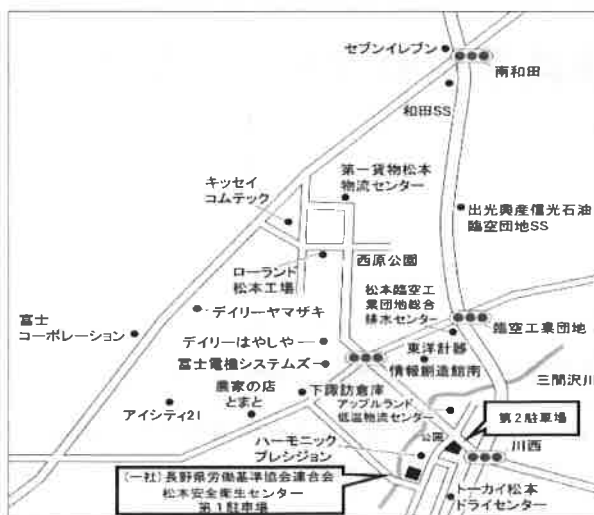 セブンイレブン
南和田
和田SS
第一貨物松本
物流センター
キッセイ
コムテック
出光興産信光石油
臨空団地SS
西原公園
ローランド
松本工場
松本臨空工
業団地総合
排水センター
デイリーヤマザキ
富士
コーポレーション
臨空工業団地
デイリーはやしや
東洋計器
富士電機システムズ
情報創造館南
三間沢川
農家の店
とまと
下諏訪倉庫
アップルランド
低温物流センター
アイシティ21
第2駐車場
公園
川西
ハーモニック
プレシジョン
(一社)長野県労働基準協会連合会
松本安全衛生センター
第1駐車場
トーカイ松本
ドライセンター